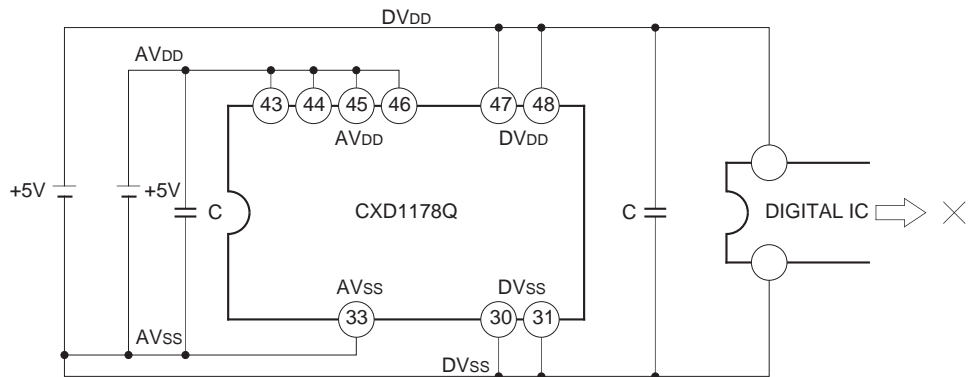 DVDD
AVDD
43 44 45 46 47 48
AVDD DVDD
+5V +5V C CXD1178Q C DIGITAL IC
AVSS DVSS
33 30 31
AVSS
DVSS